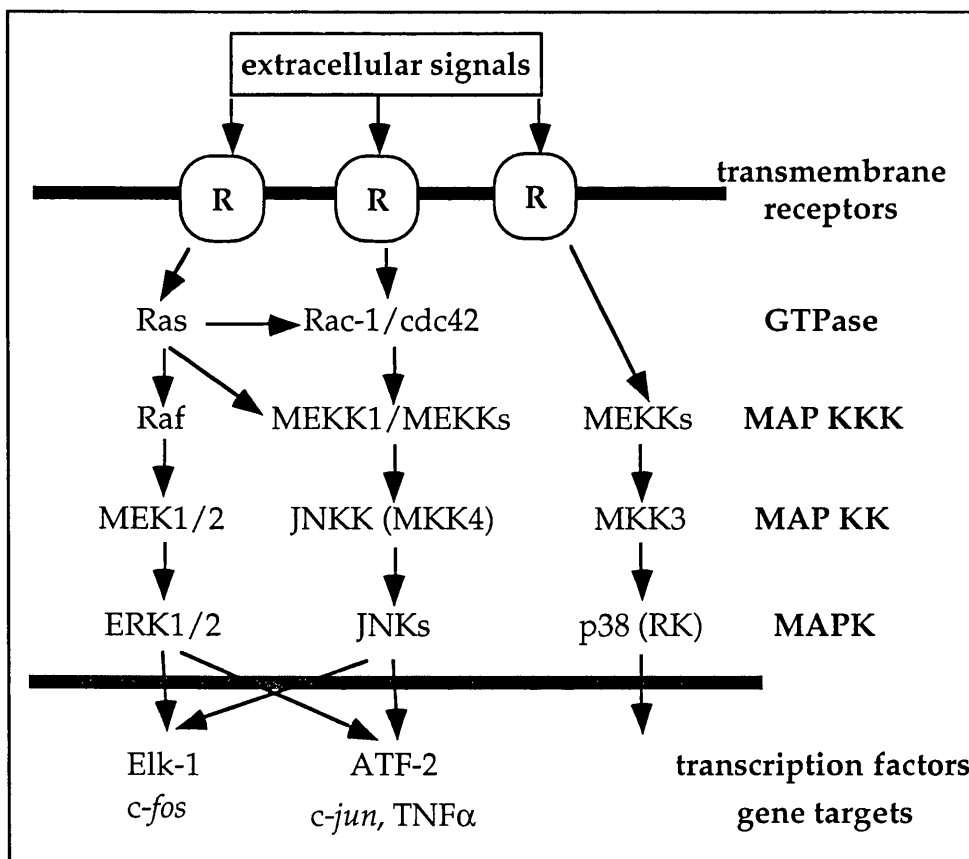 extracellular signals
R R R transmembrane
receptors
Ras Rac-1/cdc42 GTPase
Raf MEKK1/MEKKs MEKKs MAP KKK
MEK1/2 JNKK (MKK4) MKK3 MAP KK
ERK1/2 JNKs p38 (RK) MAPK
Elk-1 ATF-2 transcription factors
c-fos c-jun, TNFα gene targets